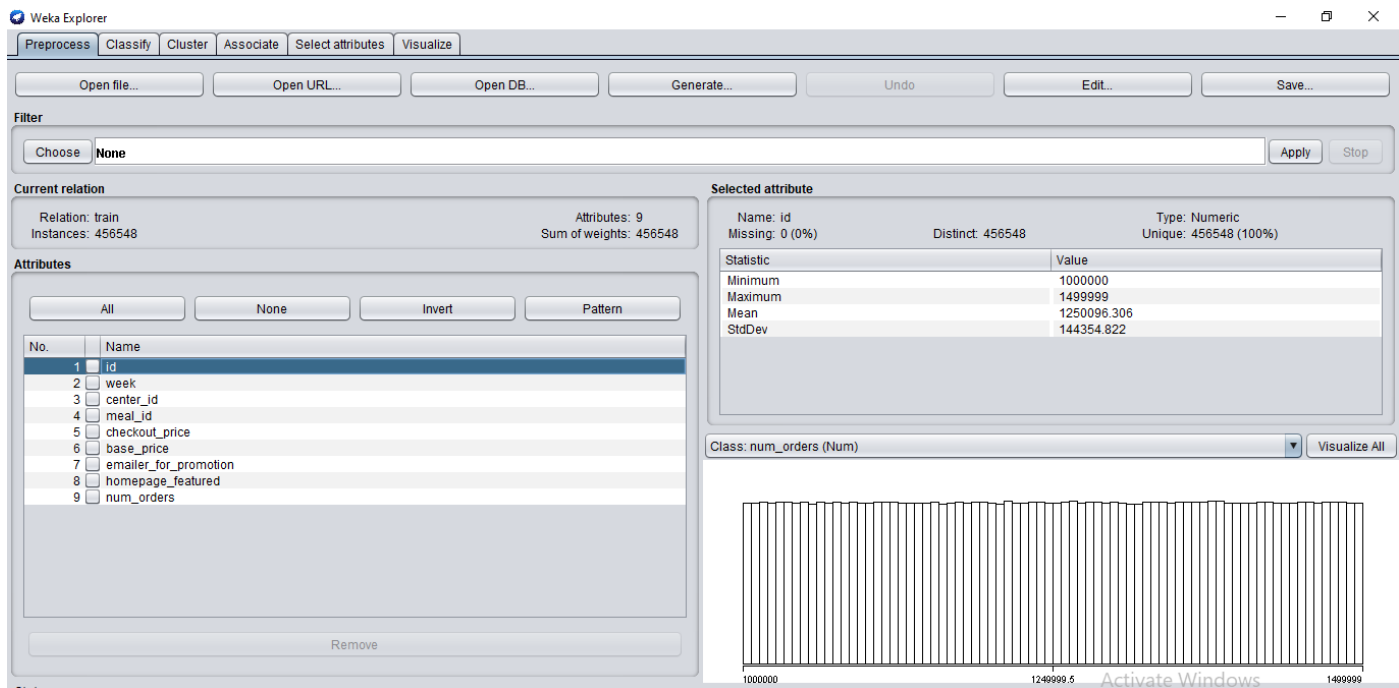 Weka Explorer
Preprocess Classify Cluster Associate Select attributes Visualize
Open file... Open URL... Open DB... Generate... Undo Edit... Save...
Filter
Choose None Apply Stop
Current relation
Relation: train Attributes: 9
Instances: 456548 Sum of weights: 456548
Attributes
All None Invert Pattern
No. Name
1 id
2 week
3 center_id
4 meal_id
5 checkout_price
6 base_price
7 emailer_for_promotion
8 homepage_featured
9 num_orders
Remove
Selected attribute
Name: id Type: Numeric
Missing: 0 (0%) Distinct: 456548 Unique: 456548 (100%)
Statistic Value
Minimum 1000000
Maximum 1499999
Mean 1250096.306
StdDev 144354.822
Class: num_orders (Num) Visualize All
1000000 1249999.5 1499999
Activate Windows